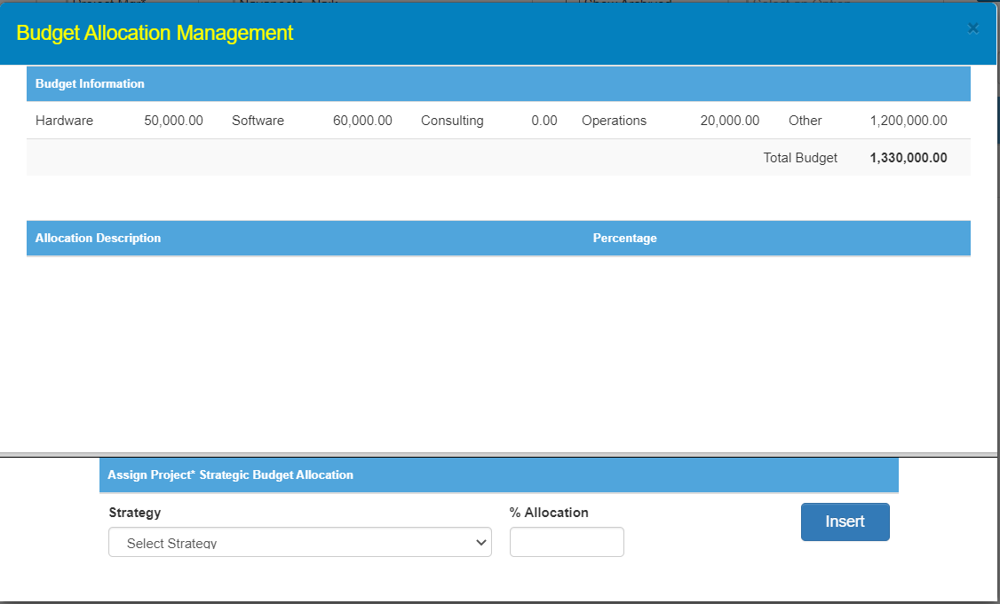 Budget Allocation Management ×
Budget Information
Hardware 50,000.00 Software 60,000.00 Consulting 0.00 Operations 20,000.00 Other 1,200,000.00
Total Budget 1,330,000.00
Allocation Description Percentage
Assign Project* Strategic Budget Allocation
Strategy % Allocation
Select Strategy
Insert